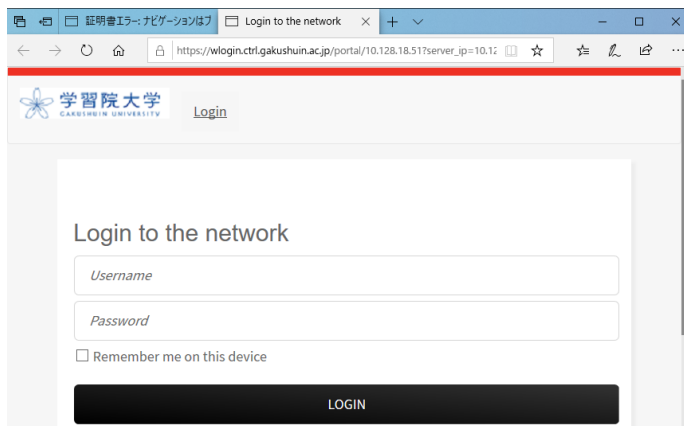 証明書エラー: ナビゲーションはブ
Login to the network
https://wlogin.ctrl.gakushuin.ac.jp/portal/10.128.18.51?server_ip=10.12
学習院大学
GAKUSHUIN UNIVERSITY
Login
Login to the network
Username
Password
Remember me on this device
LOGIN